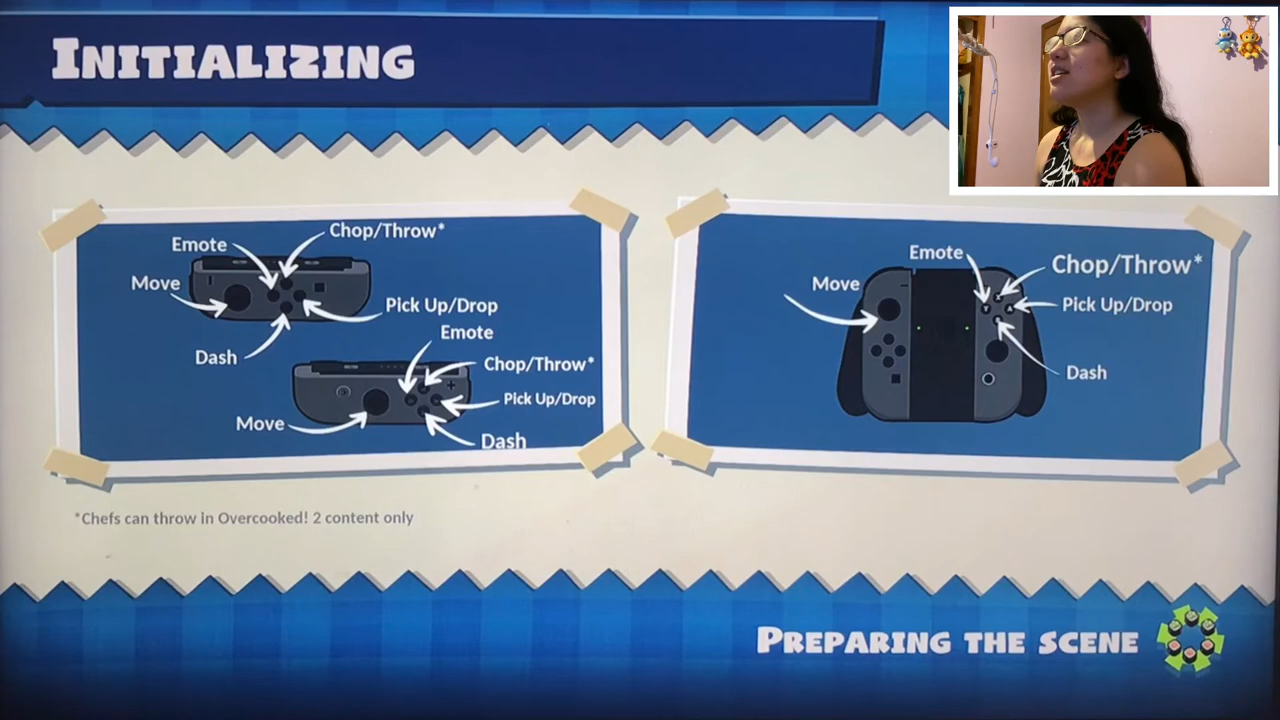 INITIALIZING
Emote
Chop/Throw*
Move
Pick Up/Drop
Dash
Emote
Chop/Throw*
Pick Up/Drop
Move
Dash
Emote
Chop/Throw*
Move
Pick Up/Drop
Dash
*Chefs can throw in Overcooked! 2 content only
PREPARING THE SCENE